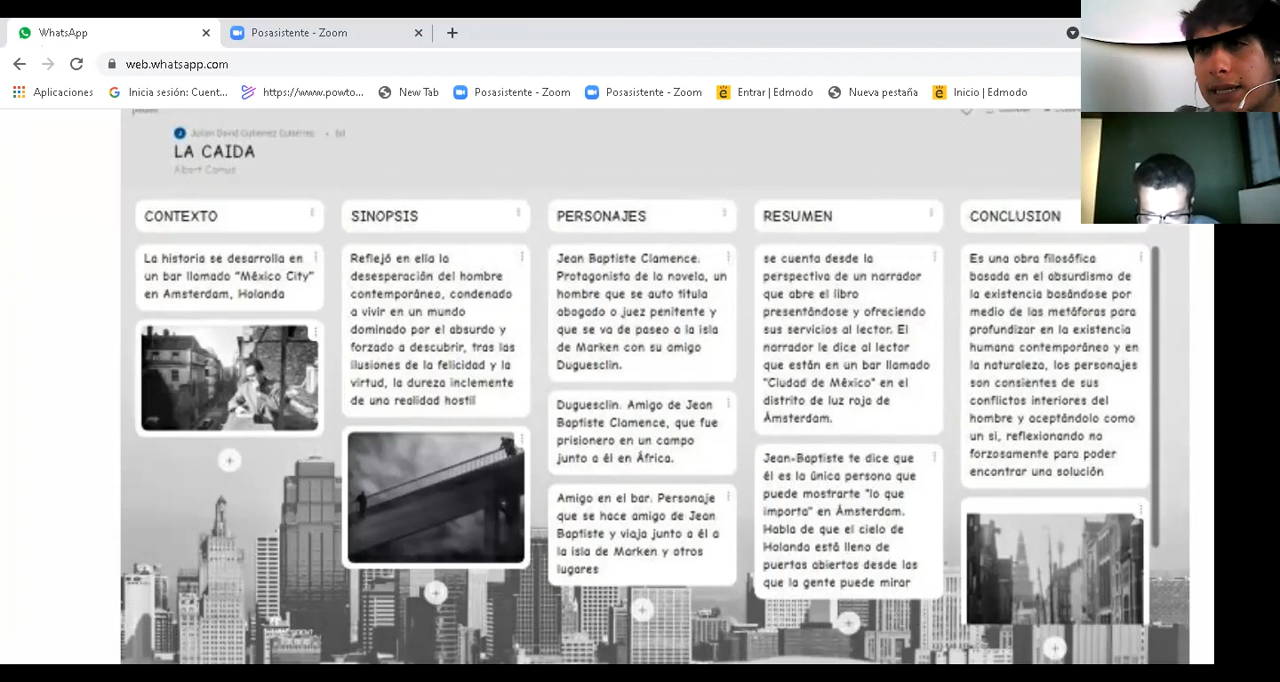 WhatsApp
Posasistente - Zoom
web.whatsapp.com
Aplicaciones
Inicia sesión: Cuent...
https://www.powto...
New Tab
Posasistente - Zoom
Posasistente - Zoom
Entrar | Edmodo
Nueva pestaña
Inicio | Edmodo
Julian David Gutierrez Gutierrez • 6d
LA CAIDA
Albert Camus
CONTEXTO
La historia se desarrolla en
un bar llamado "México City"
en Amsterdam, Holanda
SINOPSIS
Reflejó en ella la
desesperación del hombre
contemporáneo, condenado
a vivir en un mundo
dominado por el absurdo y
forzado a descubrir, tras las
ilusiones de la felicidad y la
virtud, la dureza inclemente
de una realidad hostil
PERSONAJES
Jean Baptiste Clamence.
Protagonista de la novela, un
hombre que se auto titula
abogado o juez penitente y
que se va de paseo a la isla
de Marken con su amigo
Duguesclin.
Duguesclin. Amigo de Jean
Baptiste Clamence, que fue
prisionero en un campo
junto a él en África.
Amigo en el bar. Personaje
que se hace amigo de Jean
Baptiste y viaja junto a él a
la isla de Marken y otros
lugares
RESUMEN
se cuenta desde la
perspectiva de un narrador
que abre el libro
presentándose y ofreciendo
sus servicios al lector. El
narrador le dice al lector
que están en un bar llamado
"Ciudad de México" en el
distrito de luz roja de
Ámsterdam.
Jean-Baptiste te dice que
él es la única persona que
puede mostrarte "lo que
importa" en Ámsterdam.
Habla de que el cielo de
Holanda está lleno de
puertas abiertas desde las
que la gente puede mirar
CONCLUSION
Es una obra filosófica
basada en el absurdismo de
la existencia basándose por
medio de las metáforas para
profundizar en la existencia
humana contemporáneo y en
la naturaleza, los personajes
son consientes de sus
conflictos interiores del
hombre y aceptándolo como
un si, reflexionando no
forzosamente para poder
encontrar una solución